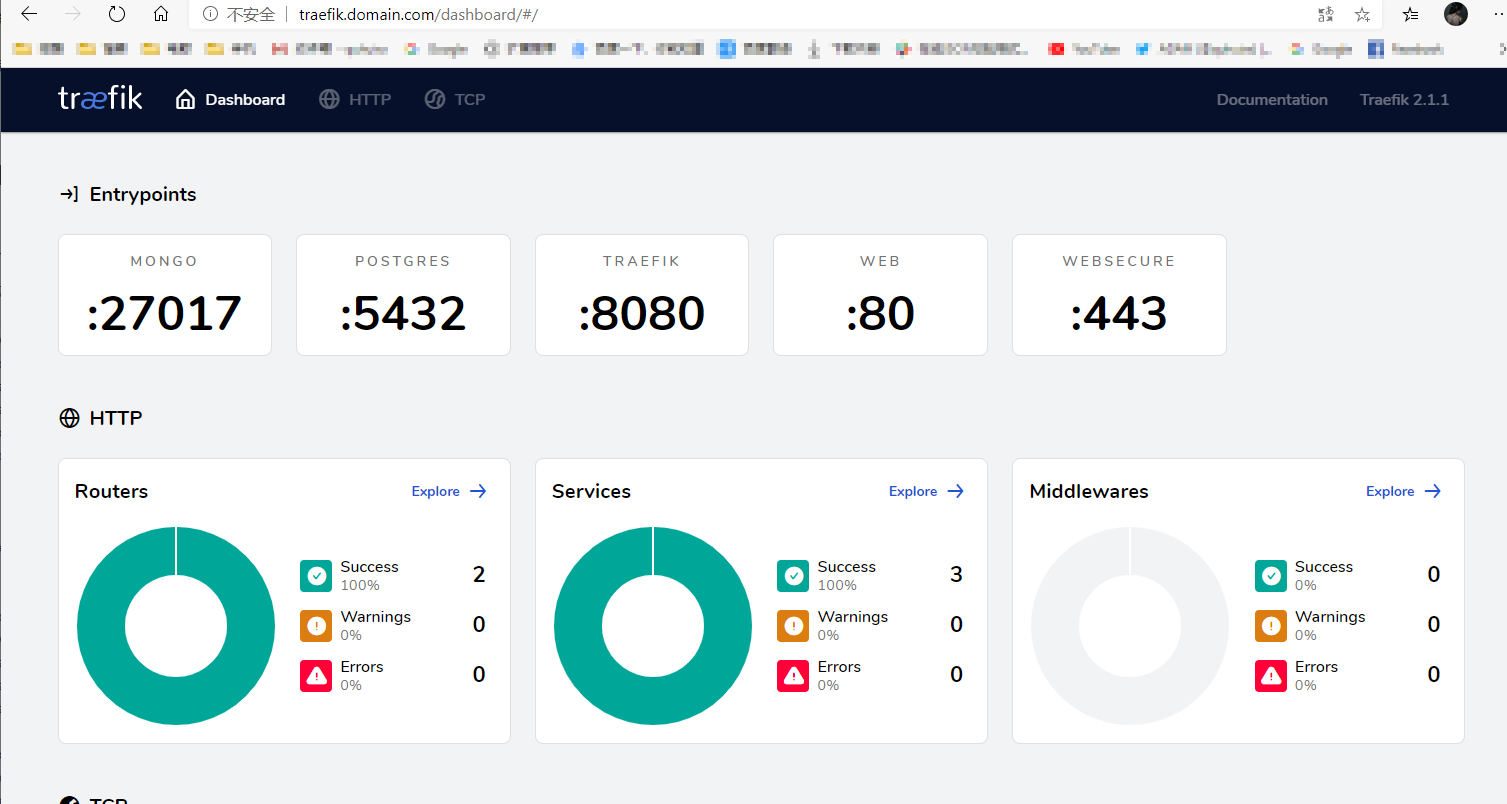 不安全 traefik.domain.com/dashboard/#/
træfik Dashboard HTTP TCP Documentation Traefik 2.1.1
Entrypoints
MONGO POSTGRES TRAEFIK WEB WEBSECURE
:27017 :5432 :8080 :80 :443
HTTP
Routers Explore Services Explore Middlewares Explore
Success 2 Success 3 Success 0
100% 100% 0%
Warnings 0 Warnings 0 Warnings 0
0% 0% 0%
Errors 0 Errors 0 Errors 0
0% 0% 0%
TCP